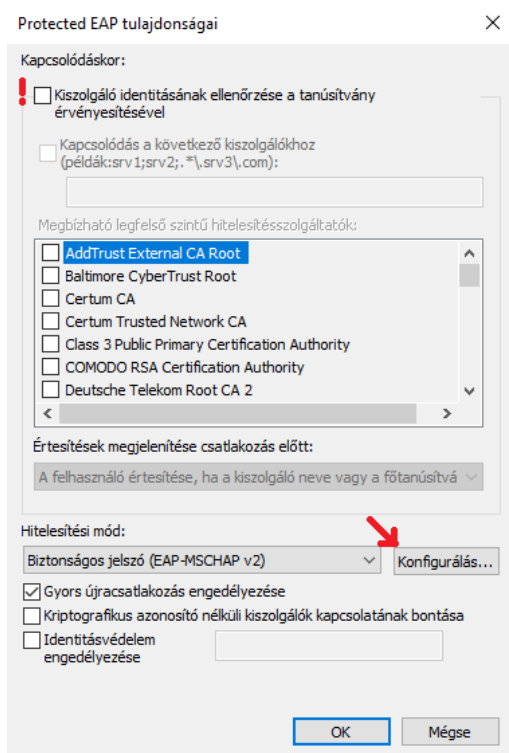 Protected EAP tulajdonságai
Kapcsolódáskor:
Kiszolgáló identitásának ellenőrzése a tanúsítvány
érvényesítésével
Kapcsolódás a következő kiszolgálókhoz
(példák:srv1;srv2;.*\.srv3\.com):
Megbízható legfelső szintű hitelesítésszolgáltatók:
AddTrust External CA Root
Baltimore CyberTrust Root
Certum CA
Certum Trusted Network CA
Class 3 Public Primary Certification Authority
COMODO RSA Certification Authority
Deutsche Telekom Root CA 2
Értesítések megjelenítése csatlakozás előtt:
A felhasználó értesítése, ha a kiszolgáló neve vagy a főtanúsítvá
Hitelesítési mód:
Biztonságos jelszó (EAP-MSCHAP v2)
Konfigurálás...
Gyors újracsatlakozás engedélyezése
Kriptografikus azonosító nélküli kiszolgálók kapcsolatának bontása
Identitásvédelem
engedélyezése
OK
Mégse